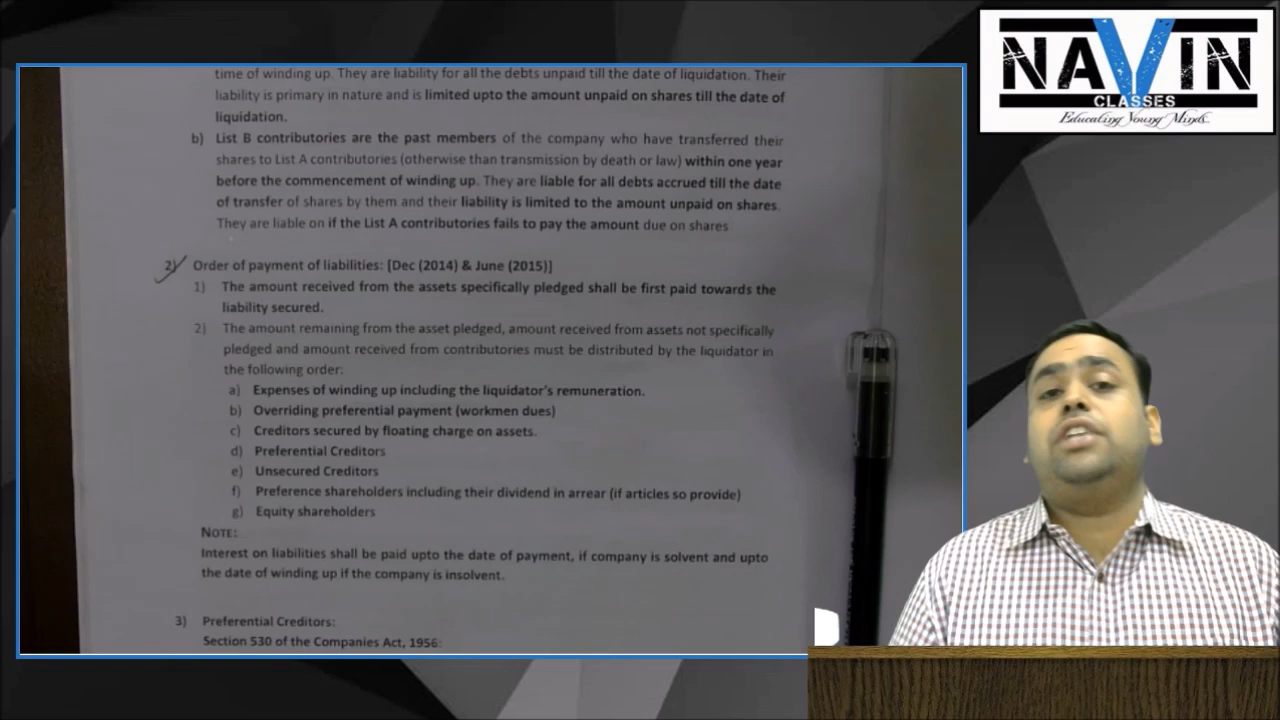 time of winding up. They are liability for all the debts unpaid till the date of liquidation. Their
liability is primary in nature and is limited upto the amount unpaid on shares till the date of
liquidation.
b) List B contributories are the past members of the company who have transferred their
shares to List A contributories (otherwise than transmission by death or law) within one year
before the commencement of winding up. They are liable for all debts accrued till the date
of transfer of shares by them and their liability is limited to the amount unpaid on shares.
They are liable on if the List A contributories fails to pay the amount due on shares
2) Order of payment of liabilities: [Dec (2014) & June (2015)]
1) The amount received from the assets specifically pledged shall be first paid towards the
liability secured.
2) The amount remaining from the asset pledged, amount received from assets not specifically
pledged and amount received from contributories must be distributed by the liquidator in
the following order:
a) Expenses of winding up including the liquidator's remuneration.
b) Overriding preferential payment (workmen dues)
c) Creditors secured by floating charge on assets.
d) Preferential Creditors
e) Unsecured Creditors
f) Preference shareholders including their dividend in arrear (if articles so provide)
g) Equity shareholders
NOTE:
Interest on liabilities shall be paid upto the date of payment, if company is solvent and upto
the date of winding up if the company is insolvent.
3) Preferential Creditors:
Section 530 of the Companies Act, 1956:
NAVIN
CLASSES
Educating Young Minds..